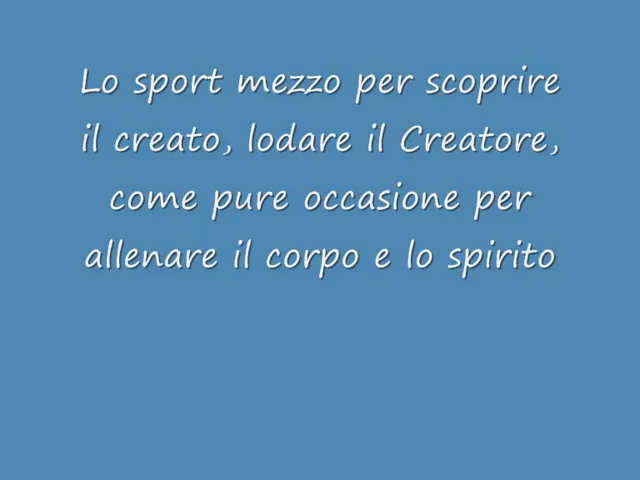 Lo sport mezzo per scoprire
il creato, lodare il Creatore,
come pure occasione per
allenare il corpo e lo spirito